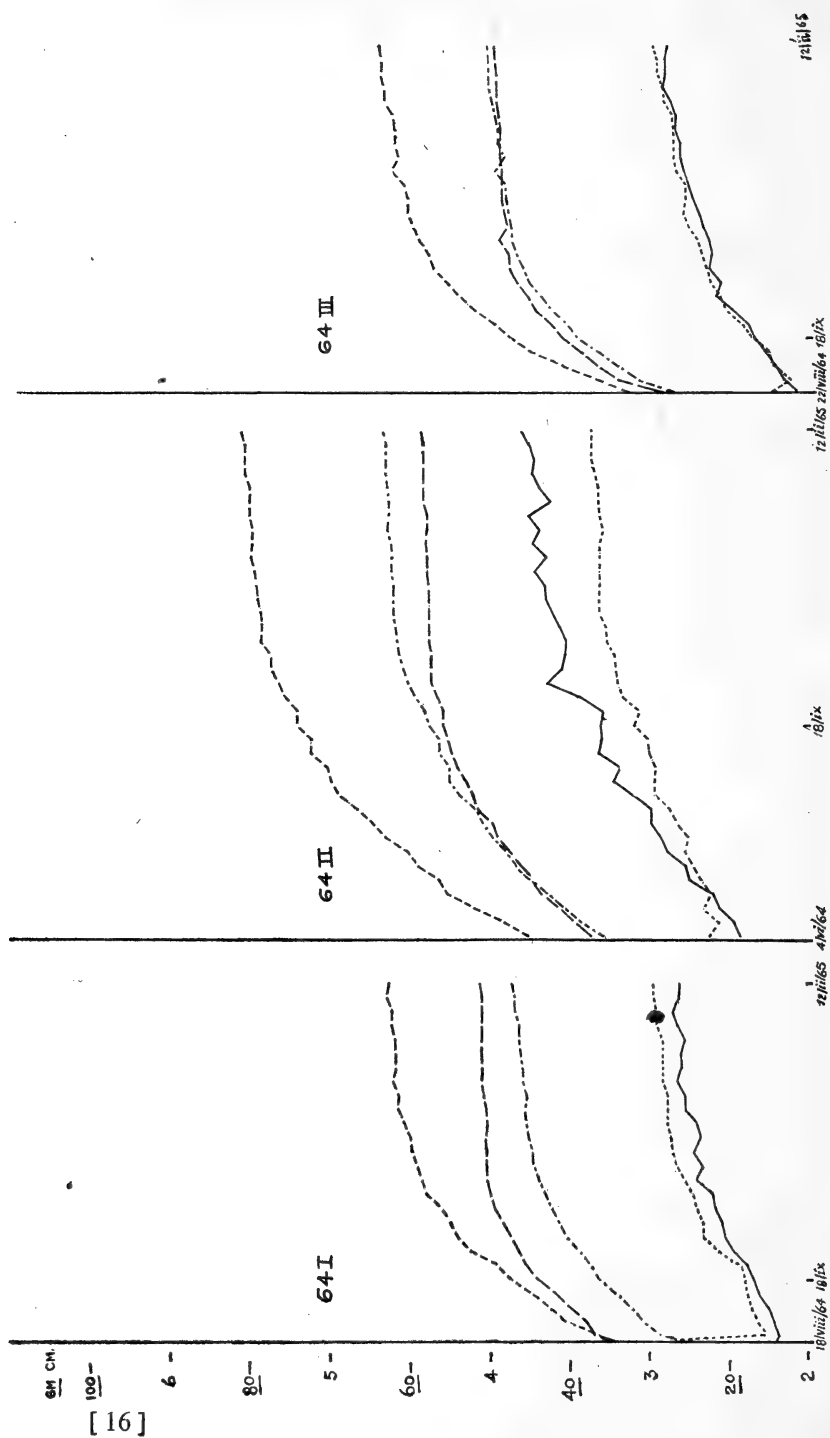 GM CM.
100-
6 -
80-
5 -
60-
4 -
40-
3 -
20-
2 -
64 I
64 II
64 III
18/viii/64 18/ix
12/ii/65
4/vi/64
18/ix
12/ii/65
22/viii/64 18/ix
12/ii/65
[ 16 ]